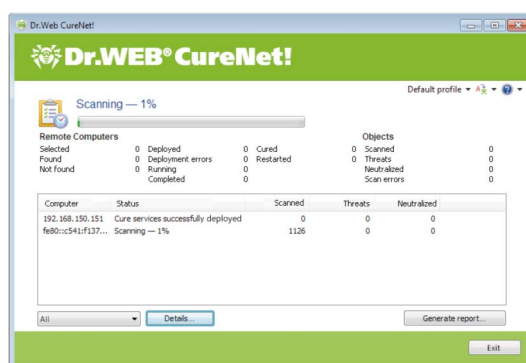 Dr.Web CureNet!
Dr.WEB® CureNet!
Default profile
Scanning — 1%
Remote Computers
Objects
Selected 0 Deployed 0 Cured 0 Scanned 0
Found 0 Deployment errors 0 Restarted 0 Threats 0
Not found 0 Running 0 Neutralized 0
Completed 0 Scan errors 0
Computer Status Scanned Threats Neutralized
192.168.150.151 Cure services successfully deployed 0 0 0
fe80::c541:f137... Scanning — 1% 1126 0 0
All Details... Generate report...
Exit